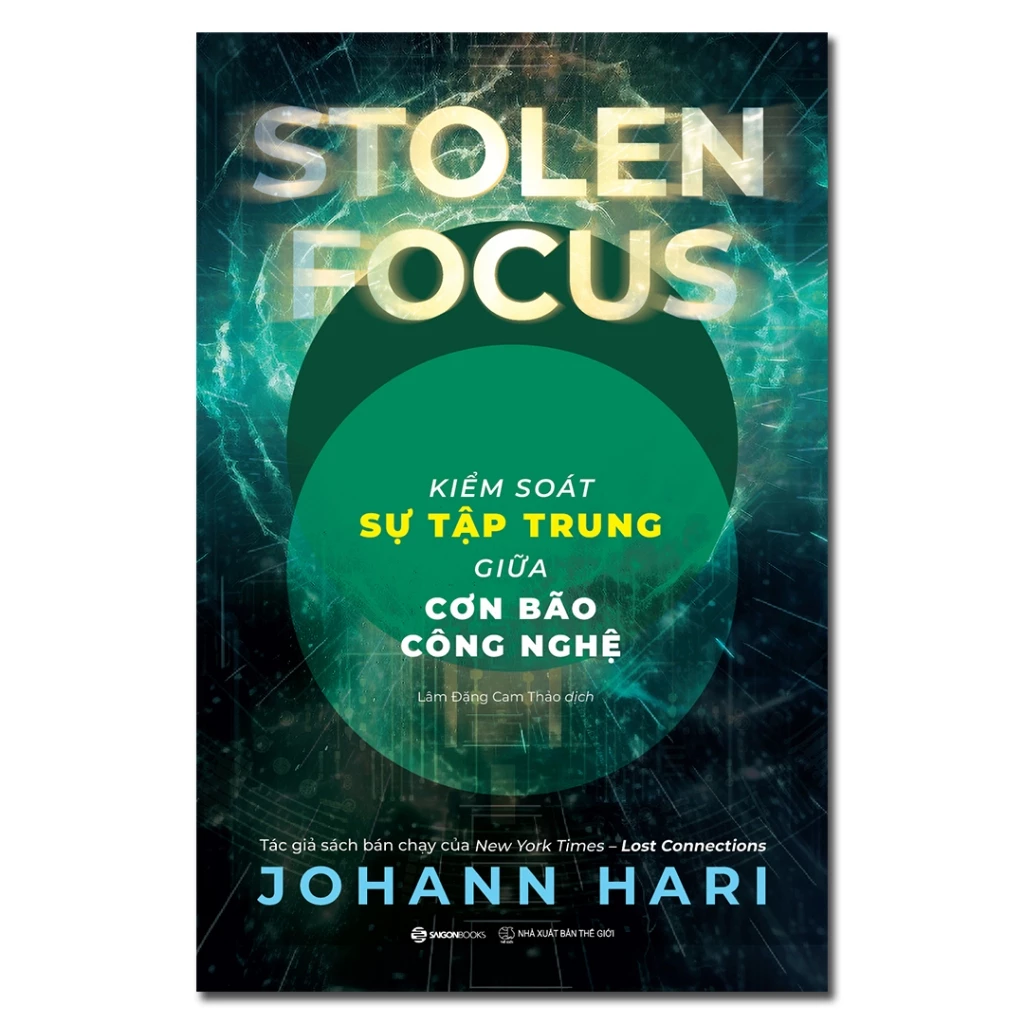 STOLEN
FOCUS
KIỂM SOÁT
SỰ TẬP TRUNG
GIỮA
CƠN BÃO
CÔNG NGHỆ
Lâm Đặng Cam Thảo dịch
Tác giả sách bán chạy của New York Times – Lost Connections
JOHANN HARI
SAIGONBOOKS NHÀ XUẤT BẢN THẾ GIỚI